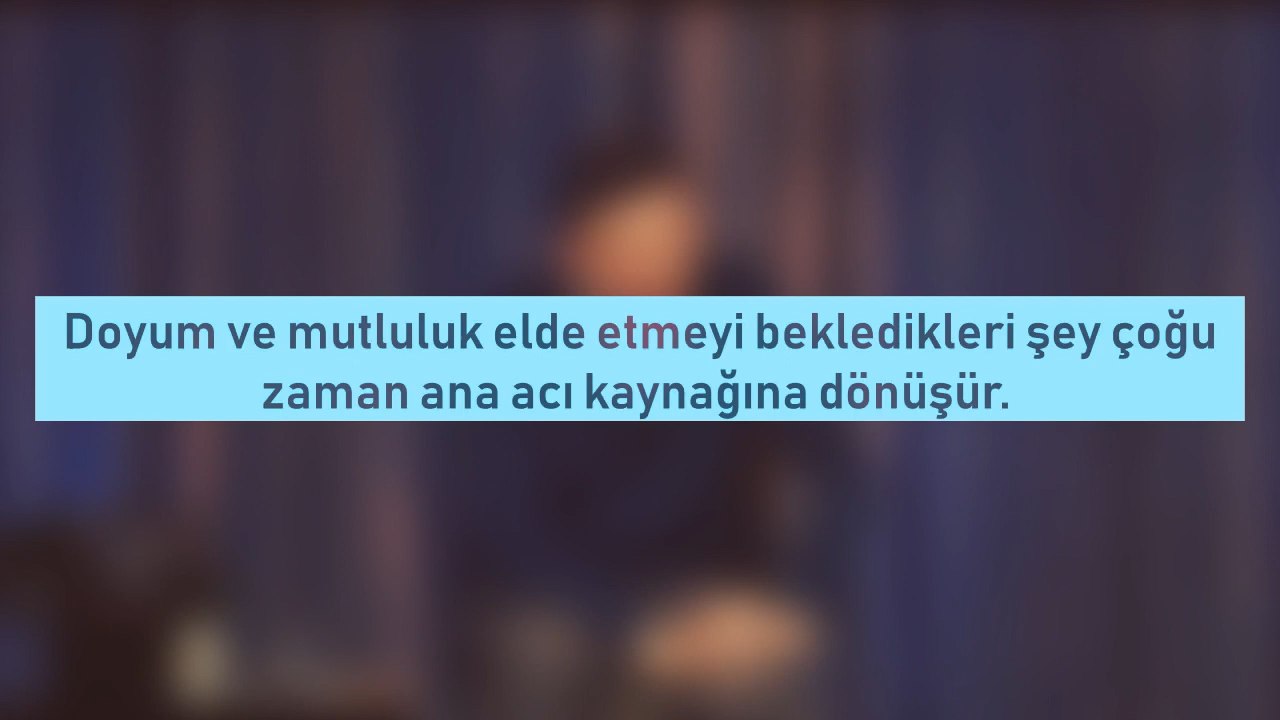 Doyum ve mutluluk elde etmeyi bekledikleri şey çoğu
zaman ana acı kaynağına dönüşür.